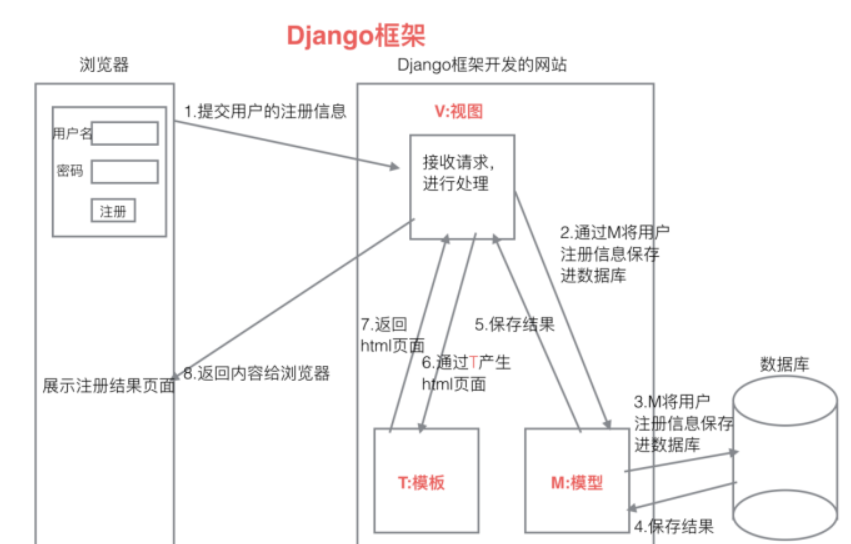 Django框架
浏览器
Django框架开发的网站
1.提交用户的注册信息
V:视图
用户名
密码
注册
接收请求，
进行处理
2.通过M将用户
注册信息保存
进数据库
7.返回
html页面
5.保存结果
6.通过T产生
html页面
8.返回内容给浏览器
展示注册结果页面
数据库
3.M将用户
注册信息保存
进数据库
T:模板
M:模型
4.保存结果